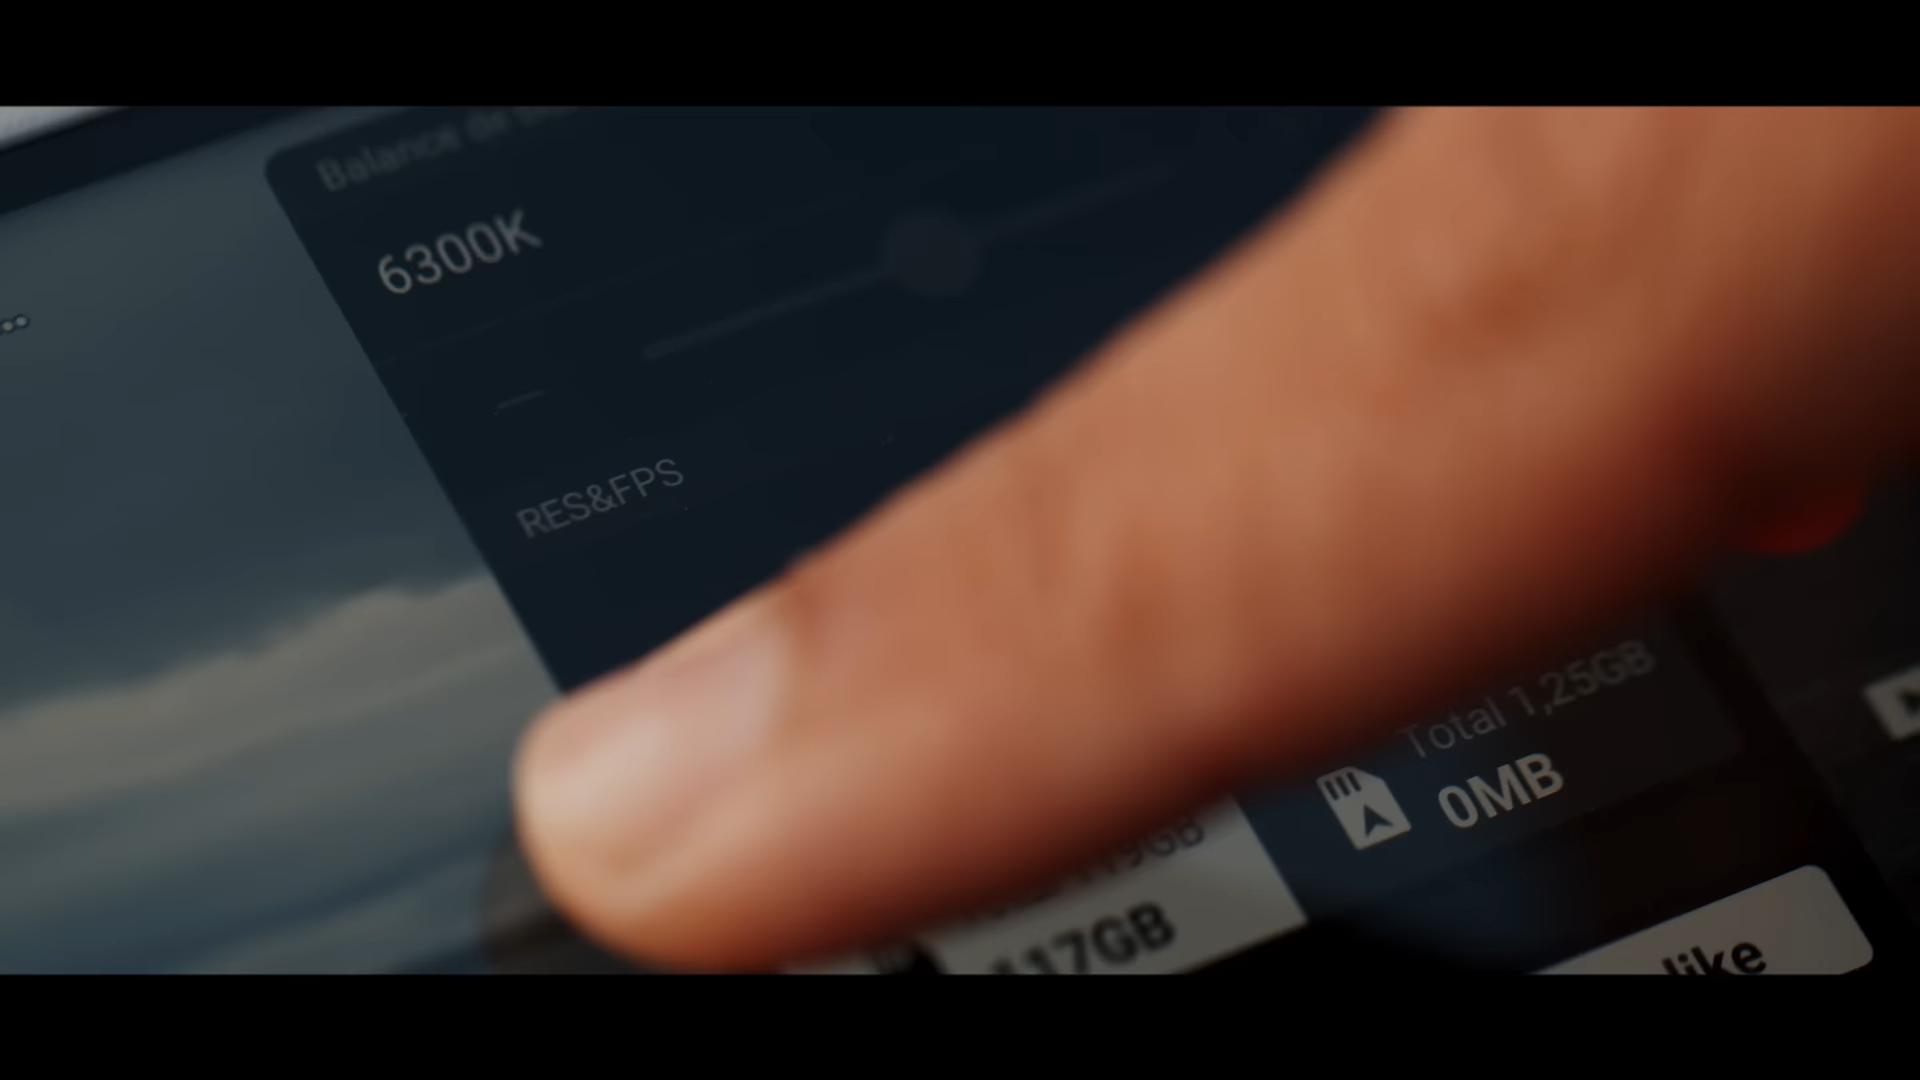 Balance de
6300K
RES&FPS
Total 1,25GB
0MB
117GB
like